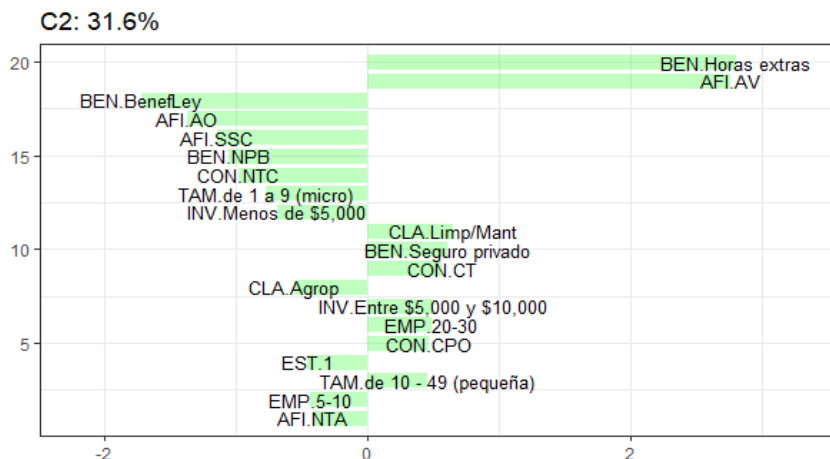 C2: 31.6%
20
BEN.Horas extras
AFI.AV
BEN.BenefLey
AFI.AO
AFI.SSC
15
BEN.NPB
CON.NTC
TAM.de 1 a 9 (micro)
INV.Menos de $5,000
CLA.Limp/Mant
10
BEN.Seguro privado
CON.CT
CLA.Agrop
INV.Entre $5,000 y $10,000
EMP.20-30
5
CON.CPO
EST.1
TAM.de 10 - 49 (pequeña)
EMP.5-10
AFI.NTA
-2 0 2